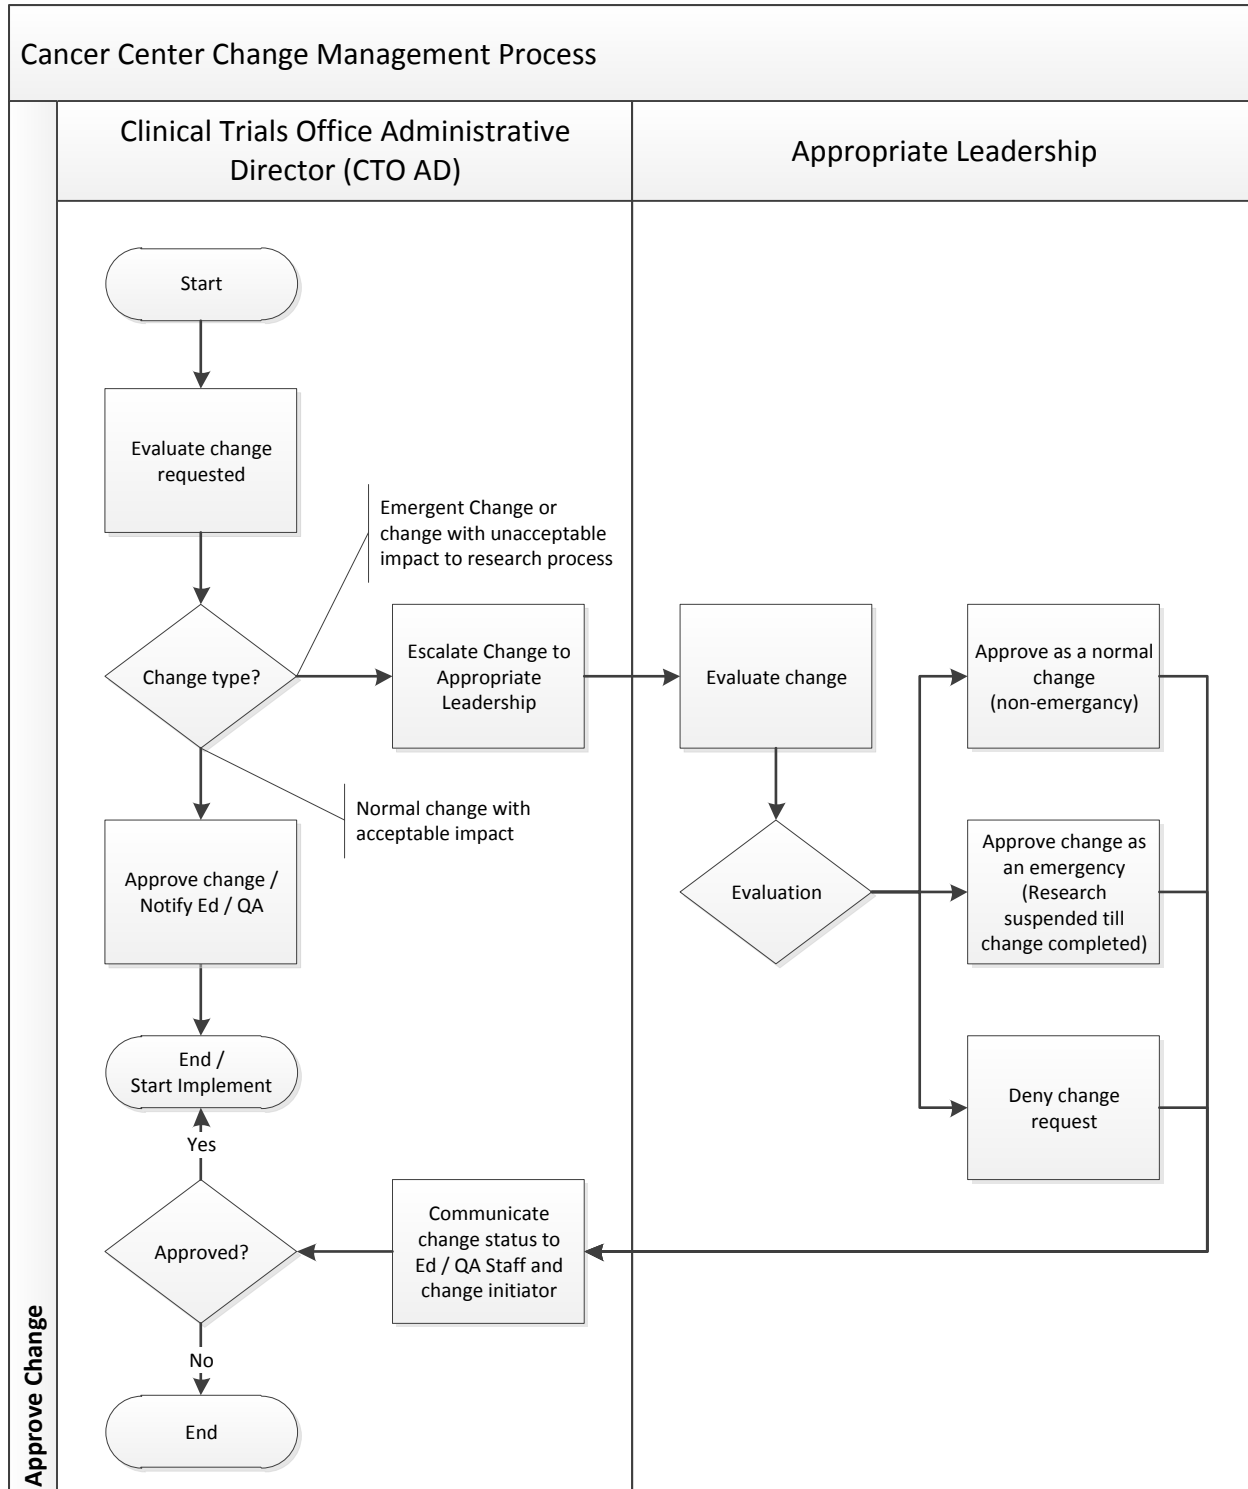 Cancer Center Change Management Process
Clinical Trials Office Administrative
Director (CTO AD)
Appropriate Leadership
Start
Evaluate change
requested
Emergent Change or
change with unacceptable
impact to research process
Change type?
Escalate Change to
Appropriate
Leadership
Evaluate change
Approve as a normal
change
(non-emergancy)
Normal change with
acceptable impact
Approve change /
Notify Ed / QA
Evaluation
Approve change as
an emergency
(Research
suspended till
change completed)
End /
Start Implement
Deny change
request
Yes
Approved?
Communicate
change status to
Ed / QA Staff and
change initiator
No
End
Approve Change